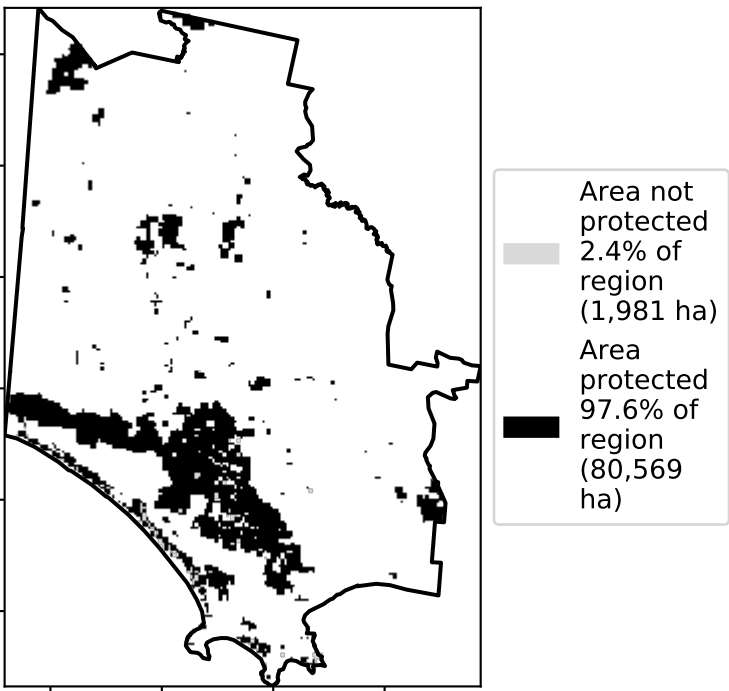 Area not
protected
2.4% of
region
(1,981 ha)
Area
protected
97.6% of
region
(80,569
ha)